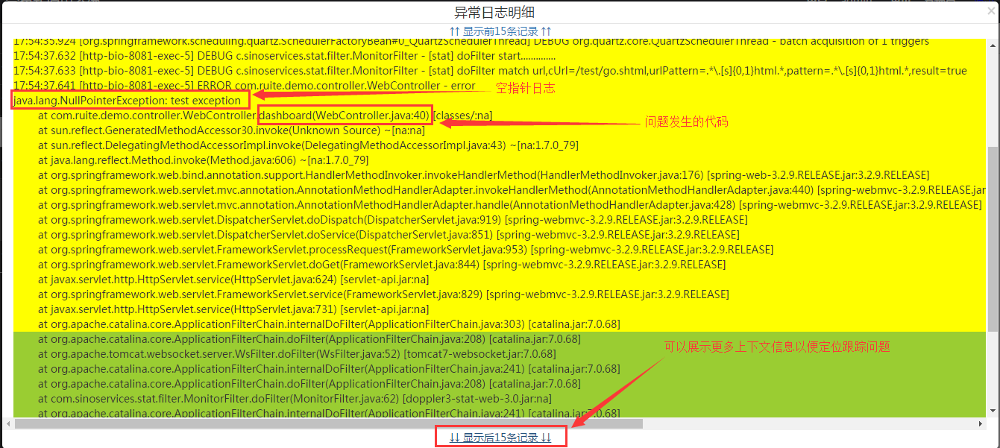 异常日志明细
×
⇈ 显示前15条记录 ⇈
17:54:35.924 [org.springframework.scheduling.quartz.SchedulerFactoryBean#0_QuartzSchedulerThread] DEBUG org.quartz.core.QuartzSchedulerThread - batch acquisition of 1 triggers
17:54:37.632 [http-bio-8081-exec-5] DEBUG c.sinoservices.stat.filter.MonitorFilter - [stat] doFilter start..............
17:54:37.633 [http-bio-8081-exec-5] DEBUG c.sinoservices.stat.filter.MonitorFilter - [stat] doFilter match url,cUrl=/test/go.shtml,urlPattern=.*\.[s]{0,1}html.*,pattern=.*\.[s]{0,1}html.*,result=true
17:54:37.641 [http-bio-8081-exec-5] ERROR com.ruite.demo.controller.WebController - error
空指针日志
java.lang.NullPointerException: test exception
at com.ruite.demo.controller.WebController.dashboard(WebController.java:40) [classes/:na]
问题发生的代码
at sun.reflect.GeneratedMethodAccessor30.invoke(Unknown Source) ~[na:na]
at sun.reflect.DelegatingMethodAccessorImpl.invoke(DelegatingMethodAccessorImpl.java:43) ~[na:1.7.0_79]
at java.lang.reflect.Method.invoke(Method.java:606) ~[na:1.7.0_79]
at org.springframework.web.bind.annotation.support.HandlerMethodInvoker.invokeHandlerMethod(HandlerMethodInvoker.java:176) [spring-web-3.2.9.RELEASE.jar:3.2.9.RELEASE]
at org.springframework.web.servlet.mvc.annotation.AnnotationMethodHandlerAdapter.invokeHandlerMethod(AnnotationMethodHandlerAdapter.java:440) [spring-webmvc-3.2.9.RELEASE.jar:3.2.9.RELEASE
at org.springframework.web.servlet.mvc.annotation.AnnotationMethodHandlerAdapter.handle(AnnotationMethodHandlerAdapter.java:428) [spring-webmvc-3.2.9.RELEASE.jar:3.2.9.RELEASE]
at org.springframework.web.servlet.DispatcherServlet.doDispatch(DispatcherServlet.java:919) [spring-webmvc-3.2.9.RELEASE.jar:3.2.9.RELEASE]
at org.springframework.web.servlet.DispatcherServlet.doService(DispatcherServlet.java:851) [spring-webmvc-3.2.9.RELEASE.jar:3.2.9.RELEASE]
at org.springframework.web.servlet.FrameworkServlet.processRequest(FrameworkServlet.java:953) [spring-webmvc-3.2.9.RELEASE.jar:3.2.9.RELEASE]
at org.springframework.web.servlet.FrameworkServlet.doGet(FrameworkServlet.java:844) [spring-webmvc-3.2.9.RELEASE.jar:3.2.9.RELEASE]
at javax.servlet.http.HttpServlet.service(HttpServlet.java:624) [servlet-api.jar:na]
at org.springframework.web.servlet.FrameworkServlet.service(FrameworkServlet.java:829) [spring-webmvc-3.2.9.RELEASE.jar:3.2.9.RELEASE]
at javax.servlet.http.HttpServlet.service(HttpServlet.java:731) [servlet-api.jar:na]
at org.apache.catalina.core.ApplicationFilterChain.internalDoFilter(ApplicationFilterChain.java:303) [catalina.jar:7.0.68]
at org.apache.catalina.core.ApplicationFilterChain.doFilter(ApplicationFilterChain.java:208) [catalina.jar:7.0.68]
可以展示更多上下文信息以便定位跟踪问题
at org.apache.tomcat.websocket.server.WsFilter.doFilter(WsFilter.java:52) [tomcat7-websocket.jar:7.0.68]
at org.apache.catalina.core.ApplicationFilterChain.internalDoFilter(ApplicationFilterChain.java:241) [catalina.jar:7.0.68]
at org.apache.catalina.core.ApplicationFilterChain.doFilter(ApplicationFilterChain.java:208) [catalina.jar:7.0.68]
at com.sinoservices.stat.filter.MonitorFilter.doFilter(MonitorFilter.java:62) [doppler3-stat-web-3.0.jar:na]
at org.apache.catalina.core.ApplicationFilterChain.internalDoFilter(ApplicationFilterChain.java:241) [catalina.jar:7.0.68]
⇊ 显示后15条记录 ⇊